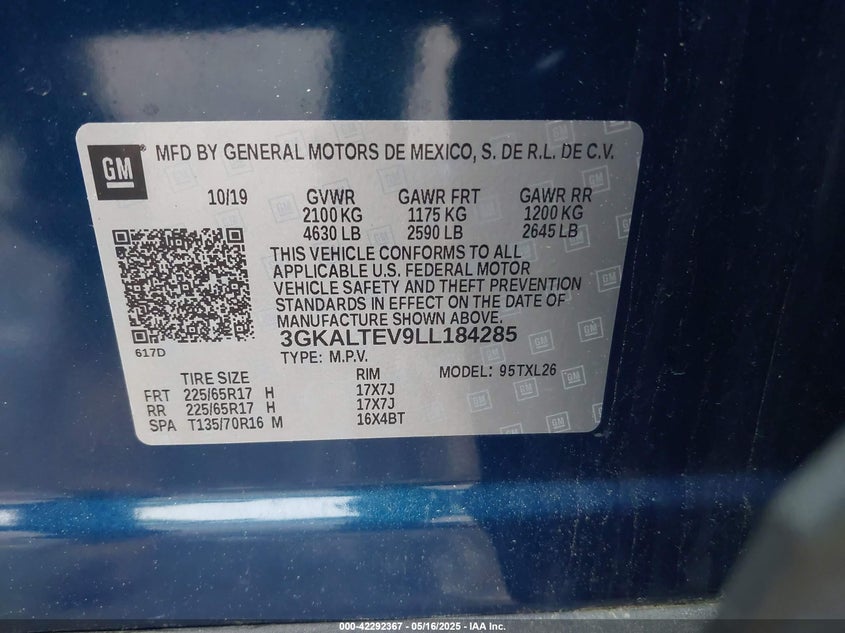 GM MFD BY GENERAL MOTORS DE MEXICO, S. DE R.L. DE C.V.
10/19 GVWR GAWR FRT GAWR RR
2100 KG 1175 KG 1200 KG
4630 LB 2590 LB 2645 LB
THIS VEHICLE CONFORMS TO ALL
APPLICABLE U.S. FEDERAL MOTOR
VEHICLE SAFETY AND THEFT PREVENTION
STANDARDS IN EFFECT ON THE DATE OF
MANUFACTURE SHOWN ABOVE.
3GKALTEV9LL184285
617D
TYPE: M.P.V.
TIRE SIZE RIM MODEL: 95TXL26
FRT 225/65R17 H 17X7J
RR 225/65R17 H 17X7J
SPA T135/70R16 M 16X4BT
000-42292367 - 05/16/2025 - IAA Inc.